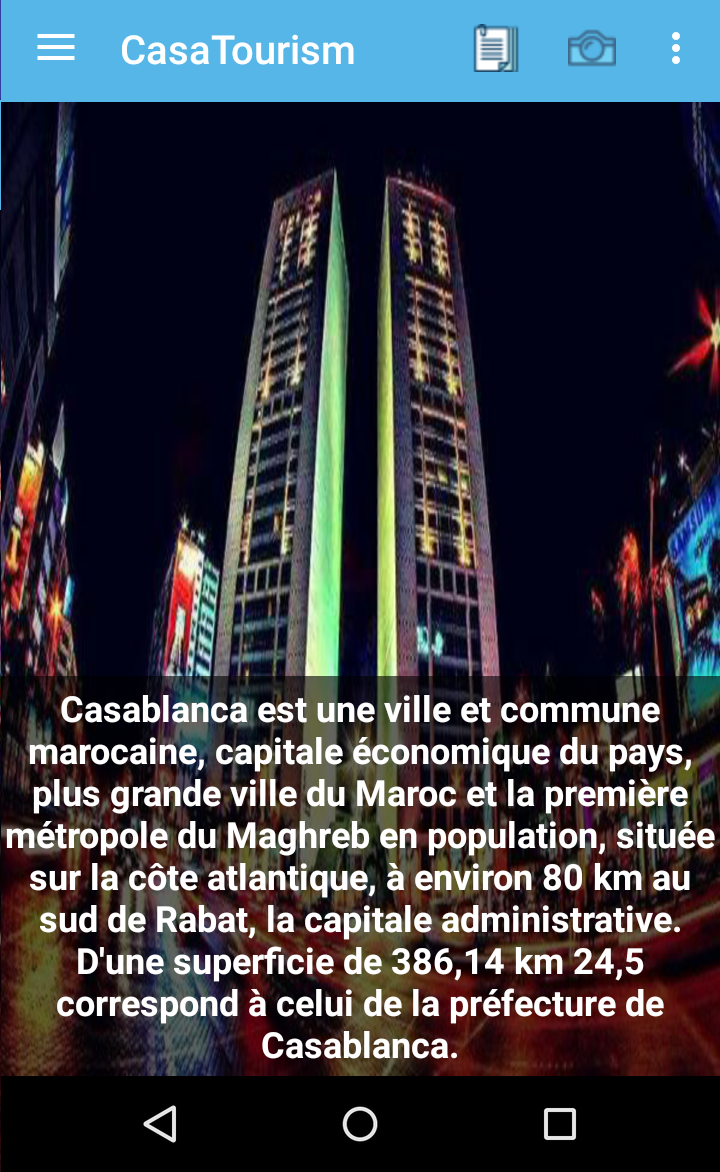 CasaTourism
SAMSUNG
Casablanca est une ville et commune
marocaine, capitale économique du pays,
plus grande ville du Maroc et la première
métropole du Maghreb en population, située
sur la côte atlantique, à environ 80 km au
sud de Rabat, la capitale administrative.
D'une superficie de 386,14 km 24,5
correspond à celui de la préfecture de
Casablanca.